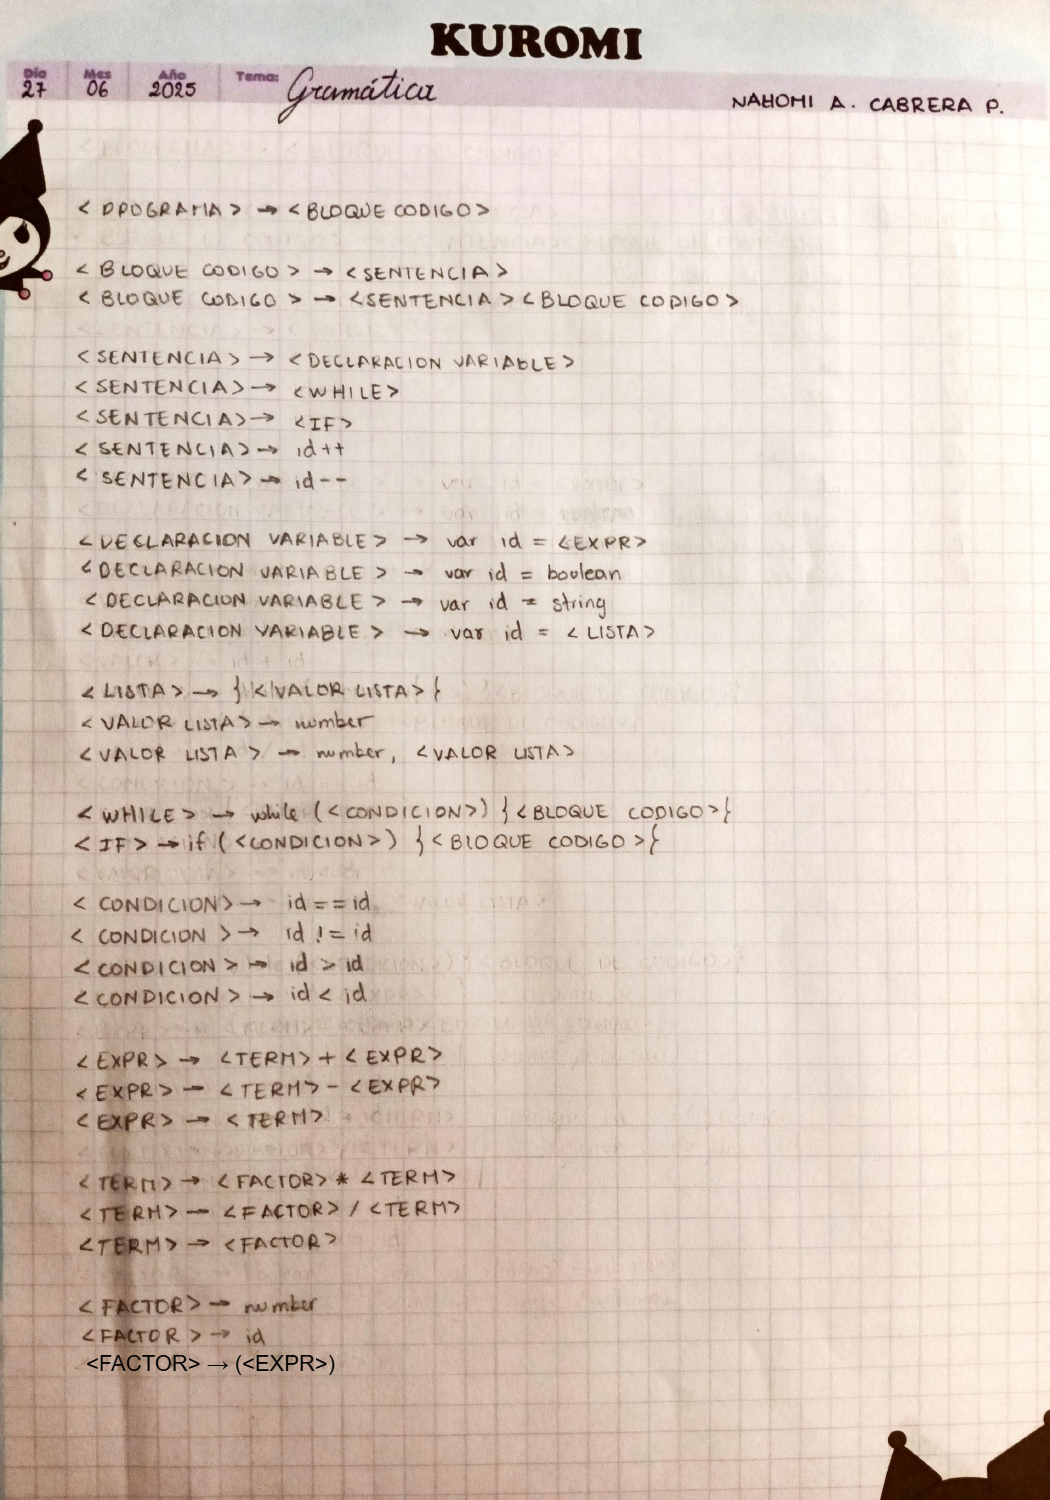 KUROMI
Día Mes Año Tema: Gramática
27 06 2025
NAHOMI A. CABRERA P.
<PROGRAMA> → <BLOQUE CODIGO>
<BLOQUE CODIGO> → <SENTENCIA>
<BLOQUE CODIGO> → <SENTENCIA><BLOQUE CODIGO>
<SENTENCIA> → <DECLARACION VARIABLE>
<SENTENCIA> → <WHILE>
<SENTENCIA> → <IF>
<SENTENCIA> → id++
<SENTENCIA> → id--
<DECLARACION VARIABLE> → var id = <EXPR>
<DECLARACION VARIABLE> → var id = boolean
<DECLARACION VARIABLE> → var id = string
<DECLARACION VARIABLE> → var id = <LISTA>
<LISTA> → {<VALOR LISTA>}
<VALOR LISTA> → number
<VALOR LISTA> → number, <VALOR LISTA>
<WHILE> → while (<CONDICION>) {<BLOQUE CODIGO>}
<IF> → if (<CONDICION>) {<BLOQUE CODIGO>}
<CONDICION> → id == id
<CONDICION> → id != id
<CONDICION> → id > id
<CONDICION> → id < id
<EXPR> → <TERM> + <EXPR>
<EXPR> → <TERM> - <EXPR>
<EXPR> → <TERM>
<TERM> → <FACTOR> * <TERM>
<TERM> → <FACTOR> / <TERM>
<TERM> → <FACTOR>
<FACTOR> → number
<FACTOR> → id
<FACTOR> → (<EXPR>)